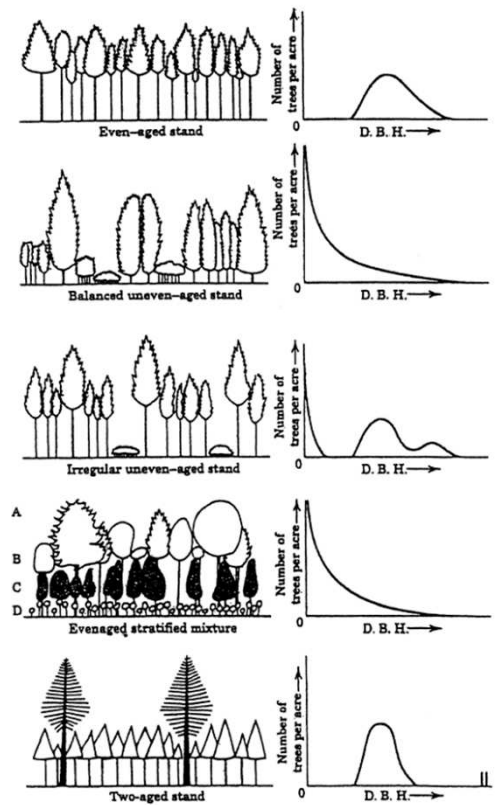 Number of
trees per acre
0
D. B. H.
Even-aged stand
Number of
trees per acre
0
D. B. H.
Balanced uneven-aged stand
Number of
trees per acre
0
D. B. H.
Irregular uneven-aged stand
A
B
C
D
Number of
trees per acre
0
D. B. H.
Evenaged stratified mixture
Number of
trees per acre
0
D. B. H.
Two-aged stand